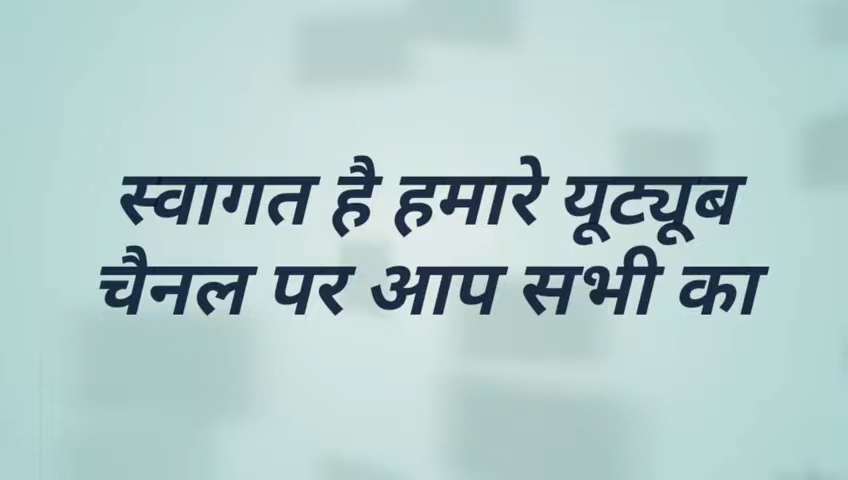 स्वागत है हमारे यूट्यूब
चैनल पर आप सभी का